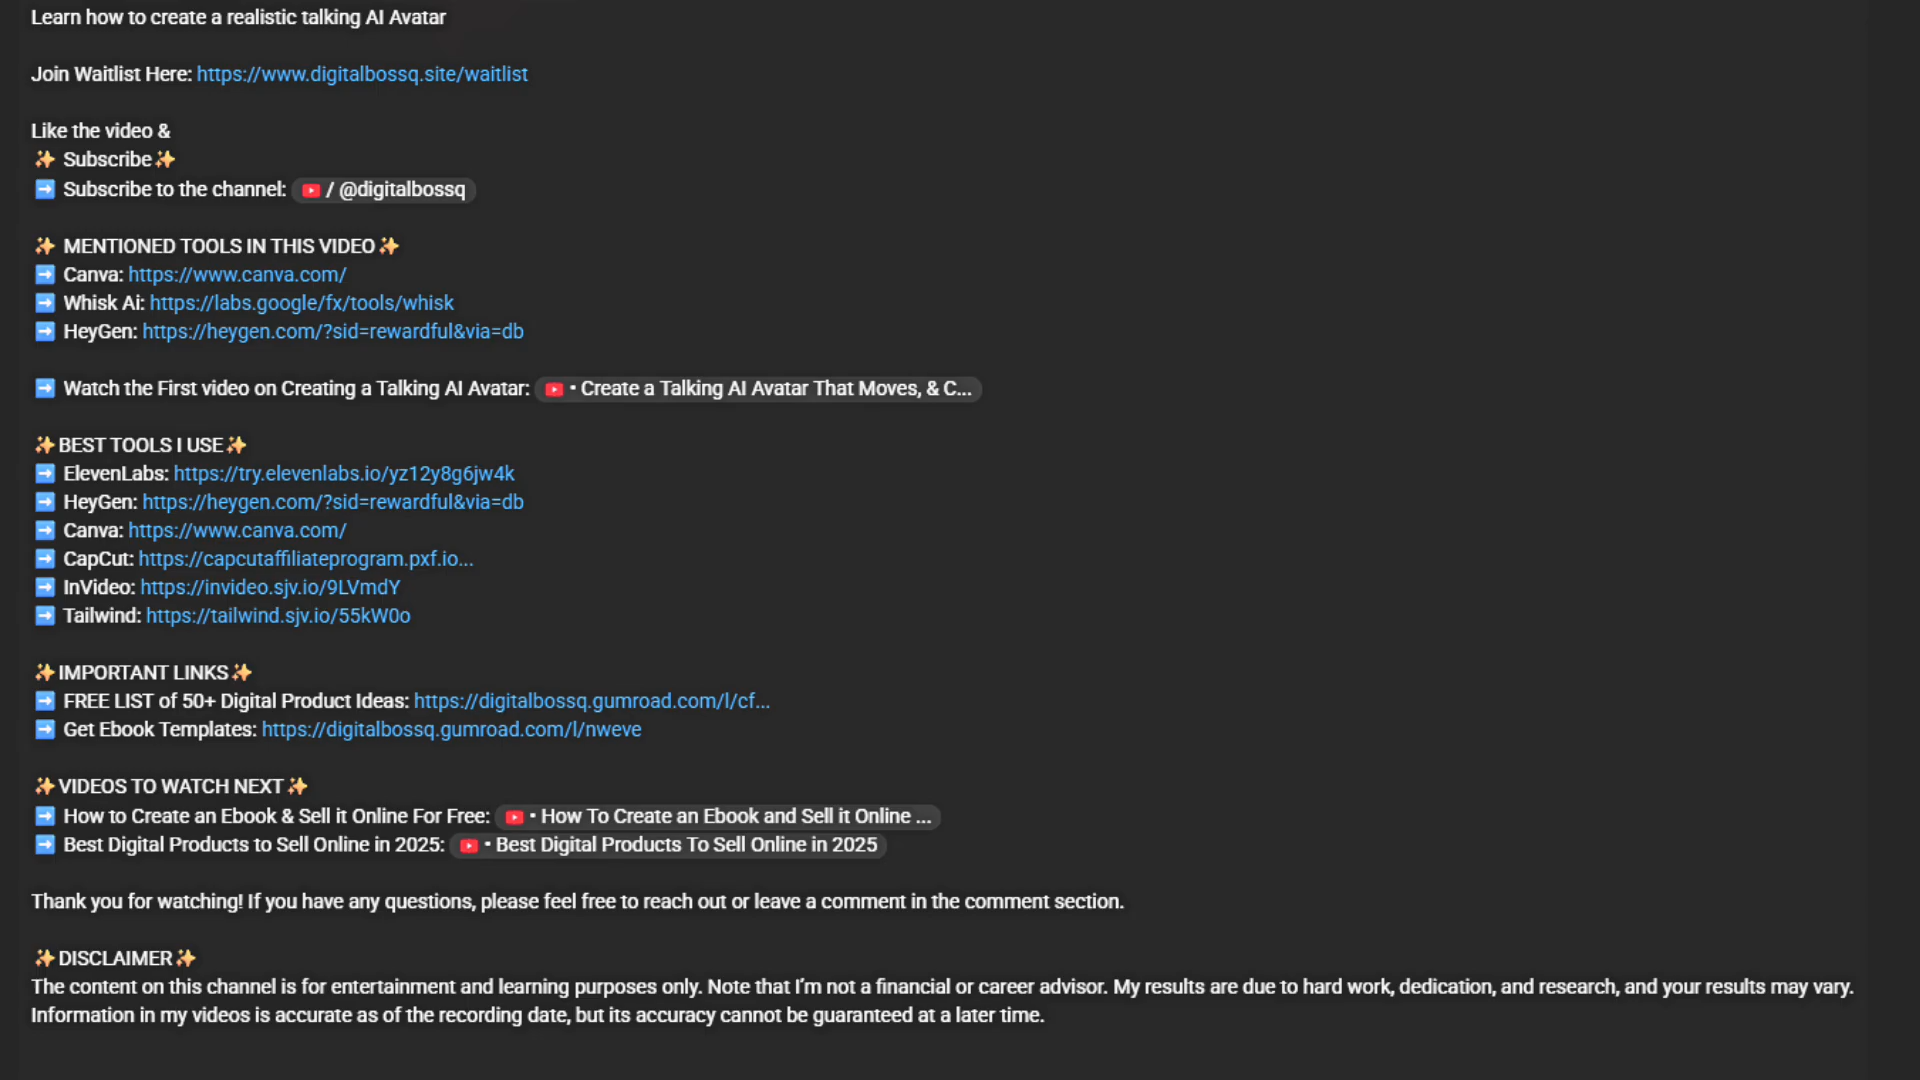 Learn how to create a realistic talking AI Avatar
Join Waitlist Here: https://www.digitalbossq.site/waitlist
Like the video &
✨ Subscribe✨
➡️ Subscribe to the channel: / @digitalbossq
✨ MENTIONED TOOLS IN THIS VIDEO✨
➡️ Canva: https://www.canva.com/
➡️ Whisk Ai: https://labs.google/fx/tools/whisk
➡️ HeyGen: https://heygen.com/?sid=rewardful&via=db
➡️ Watch the First video on Creating a Talking AI Avatar: • Create a Talking AI Avatar That Moves, & C...
✨BEST TOOLS I USE✨
➡️ ElevenLabs: https://try.elevenlabs.io/yz12y8g6jw4k
➡️ HeyGen: https://heygen.com/?sid=rewardful&via=db
➡️ Canva: https://www.canva.com/
➡️ CapCut: https://capcutaffiliateprogram.pxf.io...
➡️ InVideo: https://invideo.sjv.io/9LVmdY
➡️ Tailwind: https://tailwind.sjv.io/55kW0o
✨IMPORTANT LINKS✨
➡️ FREE LIST of 50+ Digital Product Ideas: https://digitalbossq.gumroad.com/l/cf...
➡️ Get Ebook Templates: https://digitalbossq.gumroad.com/l/nweve
✨VIDEOS TO WATCH NEXT✨
➡️ How to Create an Ebook & Sell it Online For Free: • How To Create an Ebook and Sell it Online ...
➡️ Best Digital Products to Sell Online in 2025: • Best Digital Products To Sell Online in 2025
Thank you for watching! If you have any questions, please feel free to reach out or leave a comment in the comment section.
✨DISCLAIMER✨
The content on this channel is for entertainment and learning purposes only. Note that I’m not a financial or career advisor. My results are due to hard work, dedication, and research, and your results may vary.
Information in my videos is accurate as of the recording date, but its accuracy cannot be guaranteed at a later time.